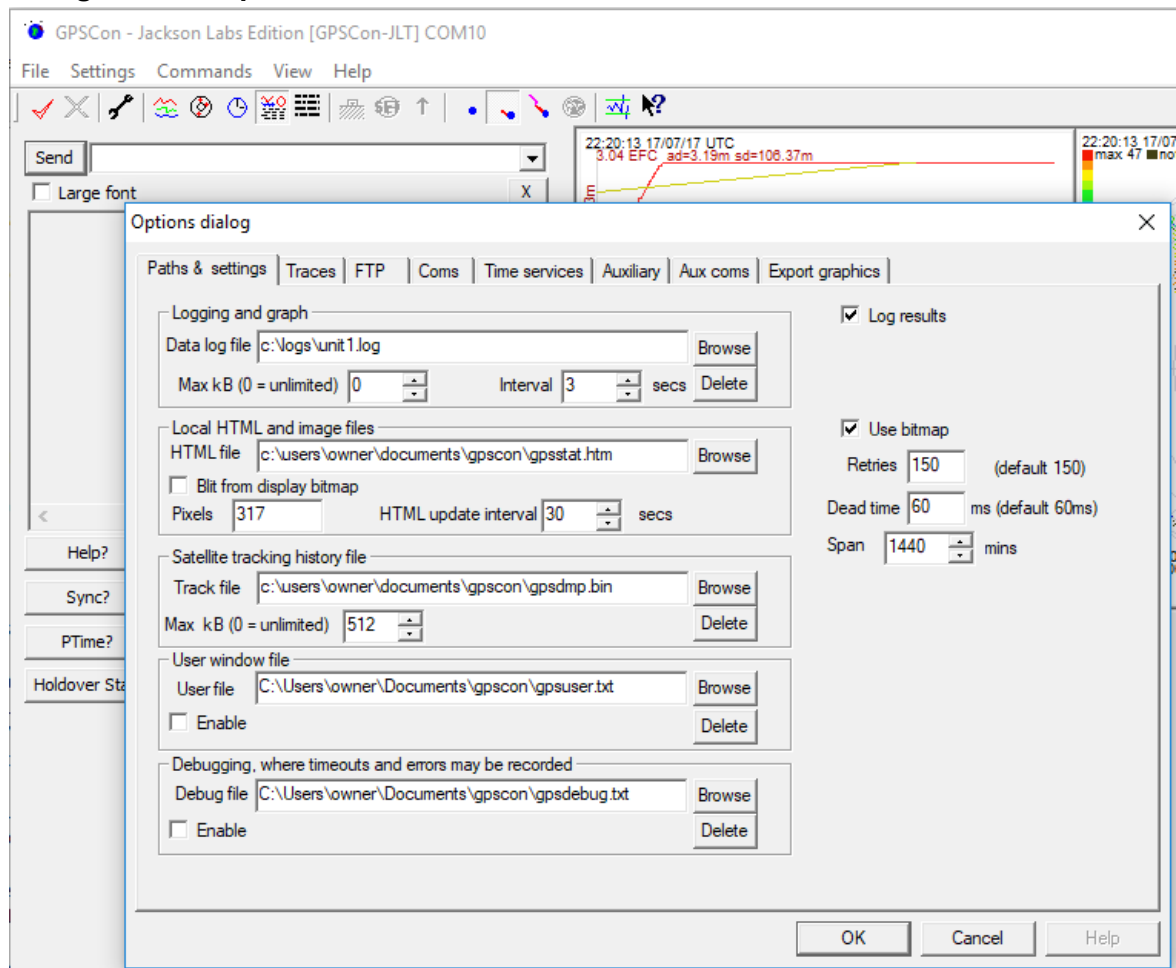 GPSCon - Jackson Labs Edition [GPSCon-JLT] COM10
File Settings Commands View Help
Send
Large font X
22:20:13 17/07/17 UTC
3.04 EFC ad=3.19m sd=106.37m
22:20:13 17/07
max 47 no
Options dialog
Paths & settings Traces FTP Coms Time services Auxiliary Aux coms Export graphics
Logging and graph
Log results
Data log file c:\logs\unit1.log Browse
Max kB (0 = unlimited) 0 Interval 3 secs Delete
Local HTML and image files
Use bitmap
HTML file c:\users\owner\documents\gpscon\gpsstat.htm Browse
Retries 150 (default 150)
Blit from display bitmap
Pixels 317 HTML update interval 30 secs
Dead time 60 ms (default 60ms)
Span 1440 mins
Satellite tracking history file
Track file c:\users\owner\documents\gpscon\gpsdmp.bin Browse
Max kB (0 = unlimited) 512 Delete
User window file
User file C:\Users\owner\Documents\gpscon\gpsuser.txt Browse
Enable Delete
Debugging, where timeouts and errors may be recorded
Debug file C:\Users\owner\Documents\gpscon\gpsdebug.txt Browse
Enable Delete
Help?
Sync?
PTime?
Holdover Sta
OK Cancel Help